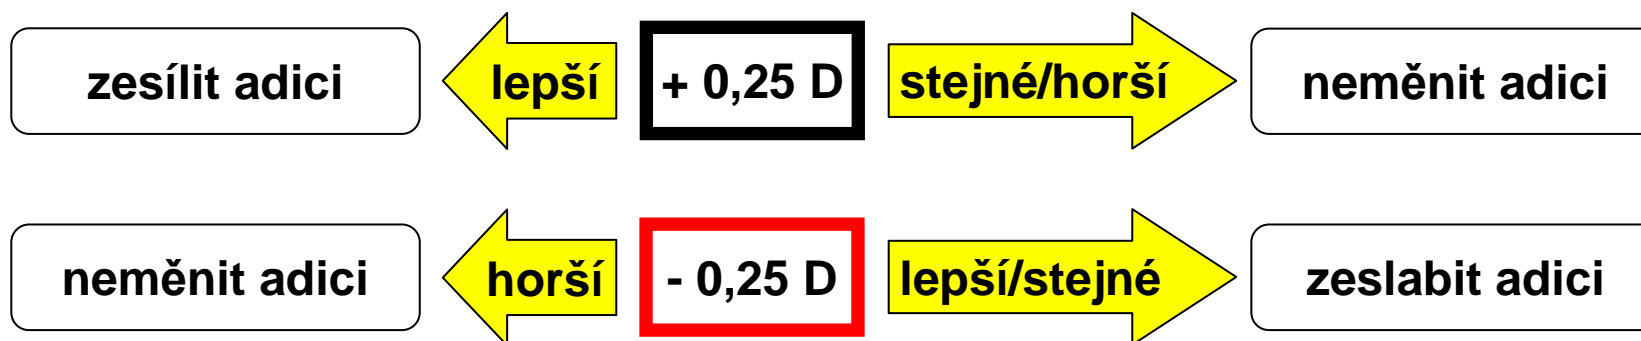 zesílit adici
lepší
+ 0,25 D
stejné/horší
neměnit adici
neměnit adici
horší
- 0,25 D
lepší/stejné
zeslabit adici